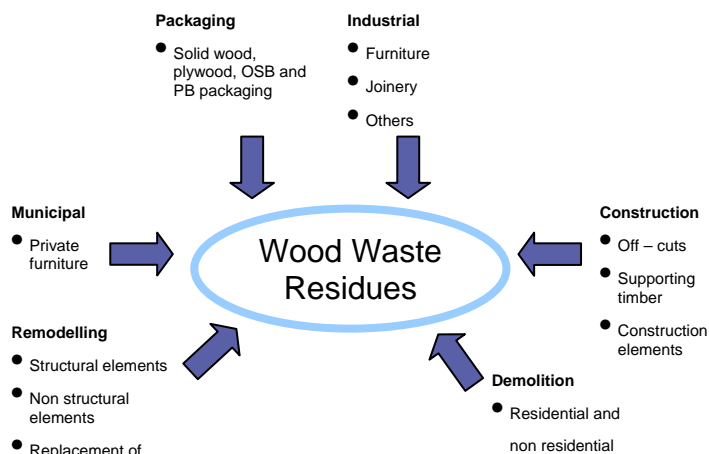 Packaging
• Solid wood,
plywood, OSB and
PB packaging
Industrial
• Furniture
• Joinery
• Others
Municipal
• Private
furniture
Wood Waste
Residues
Construction
• Off – cuts
• Supporting
timber
• Construction
elements
Remodelling
• Structural elements
• Non structural
elements
• Replacement of
Demolition
• Residential and
non residential